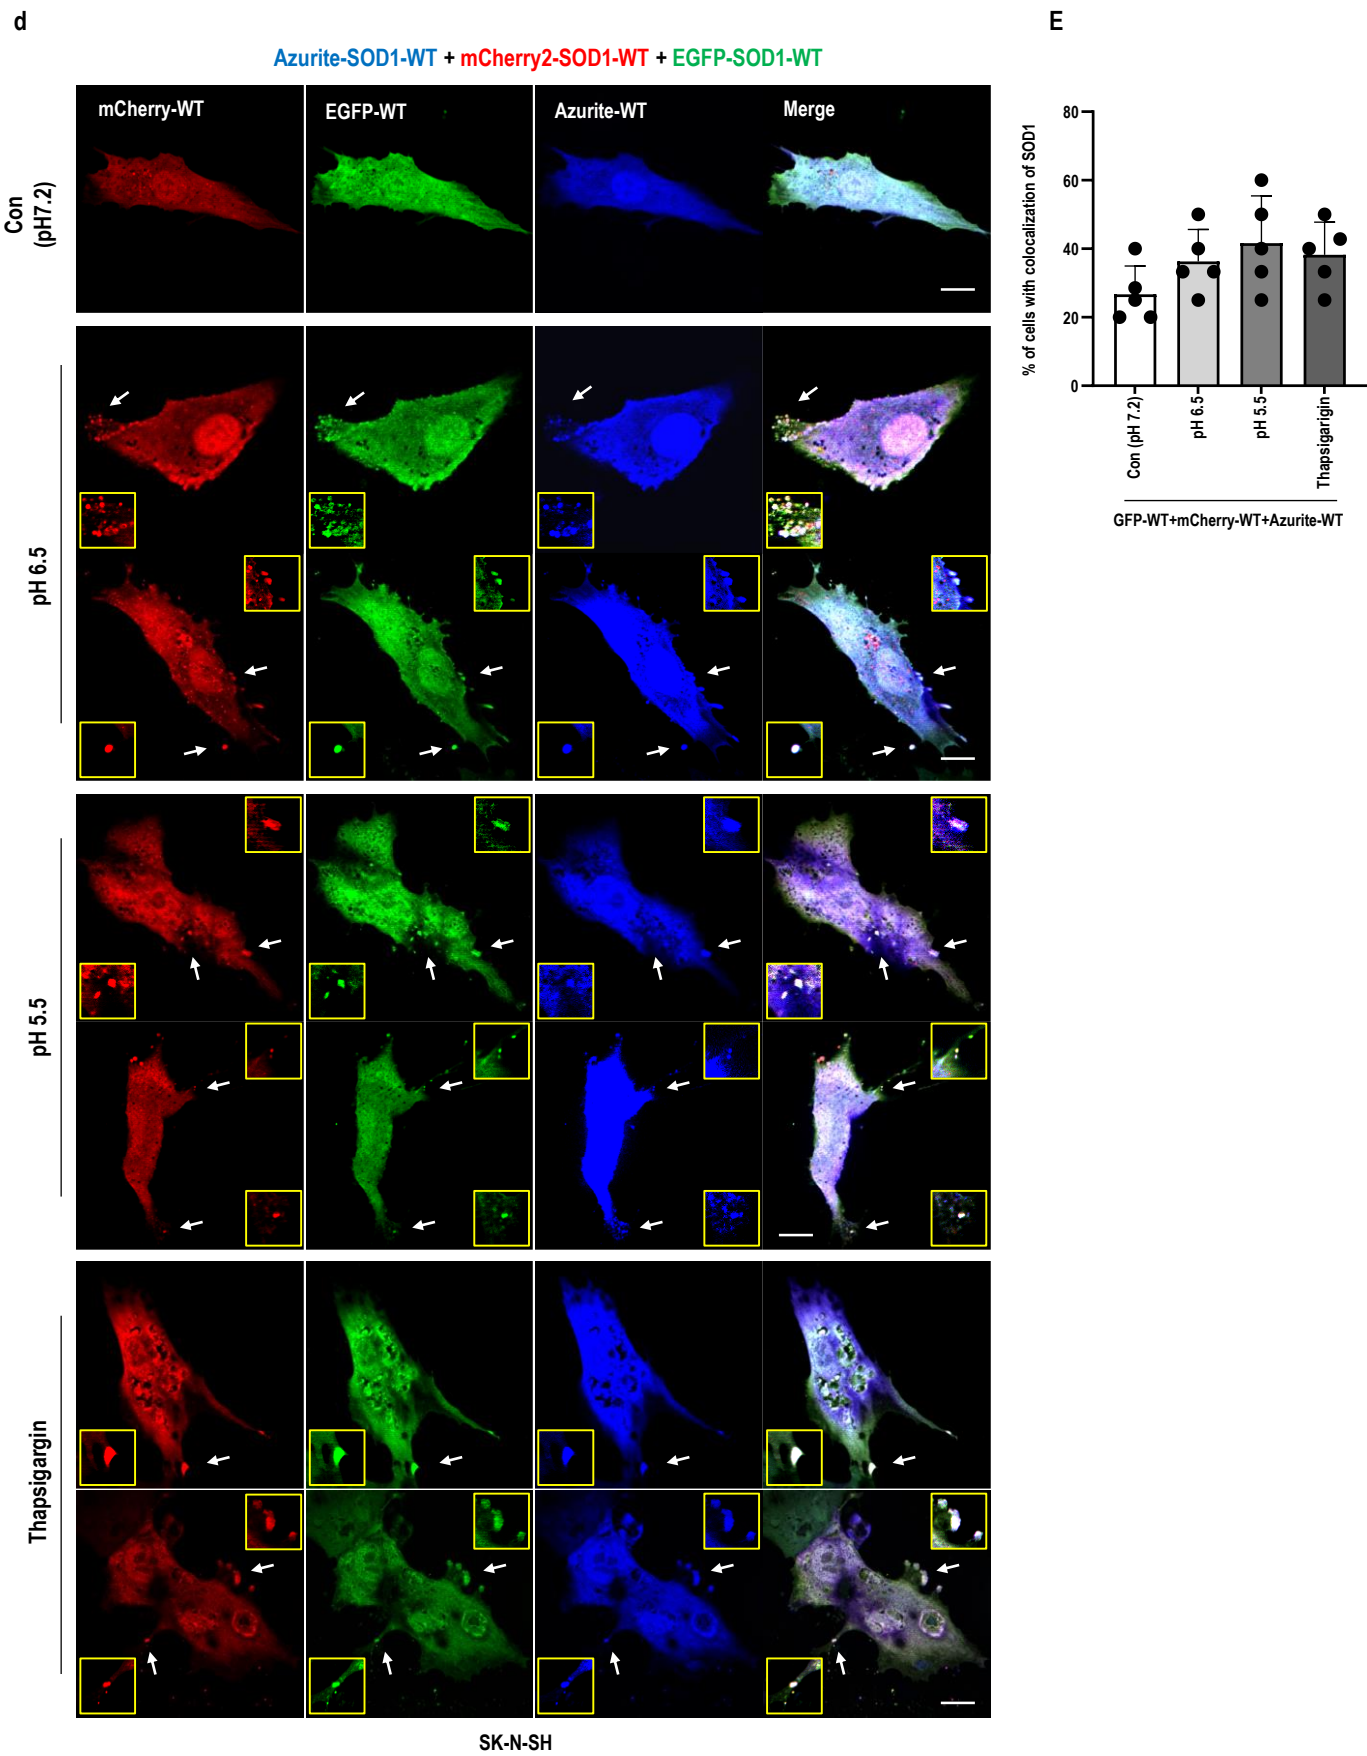 d
Azurite-SOD1-WT + mCherry2-SOD1-WT + EGFP-SOD1-WT
mCherry-WT
EGFP-WT
Azurite-WT
Merge
Con
(pH7.2)
pH 6.5
pH 5.5
Thapsigargin
SK-N-SH
E
% of cells with colocalization of SOD1
80
60
40
20
0
Con (pH 7.2)
pH 6.5
pH 5.5
Thapsigarigin
GFP-WT+mCherry-WT+Azurite-WT